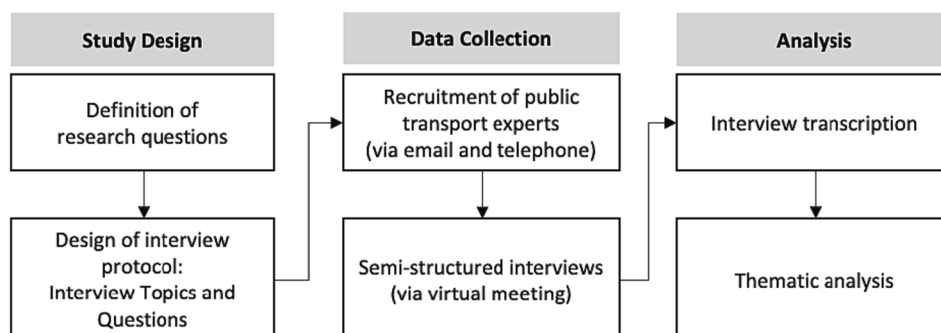 Study Design
Definition of
research questions
Design of interview
protocol:
Interview Topics and
Questions
Data Collection
Recruitment of public
transport experts
(via email and telephone)
Semi-structured interviews
(via virtual meeting)
Analysis
Interview transcription
Thematic analysis